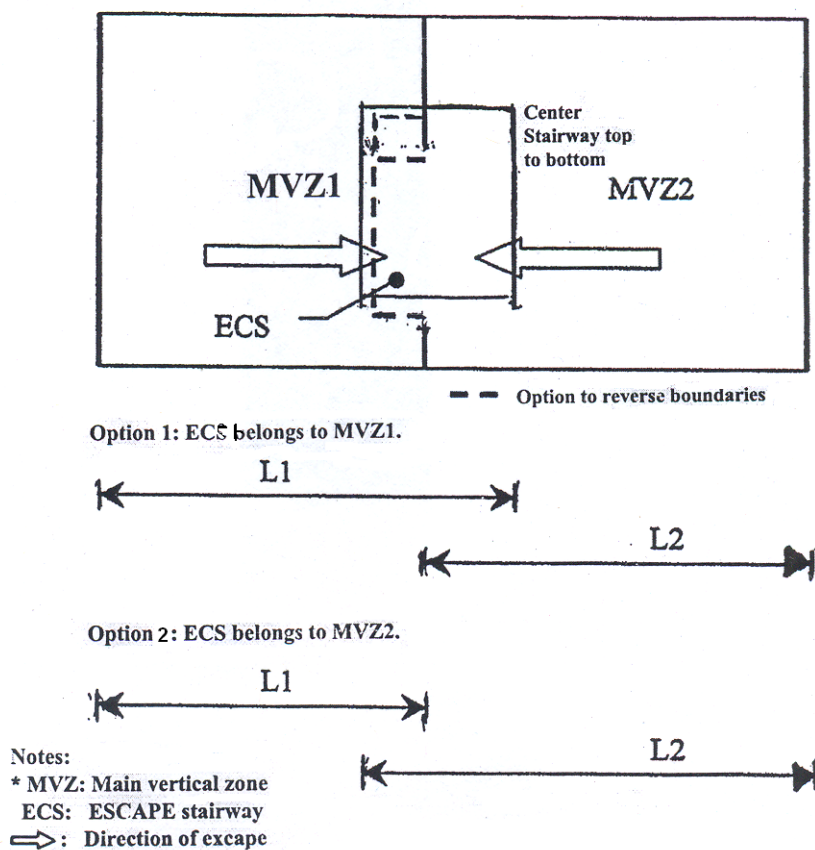 Center
Stairway top
to bottom
MVZ1
MVZ2
ECS
Option to reverse boundaries
Option 1: ECS belongs to MVZ1.
L1
L2
Option 2: ECS belongs to MVZ2.
L1
L2
Notes:
* MVZ: Main vertical zone
ECS: ESCAPE stairway
: Direction of excape